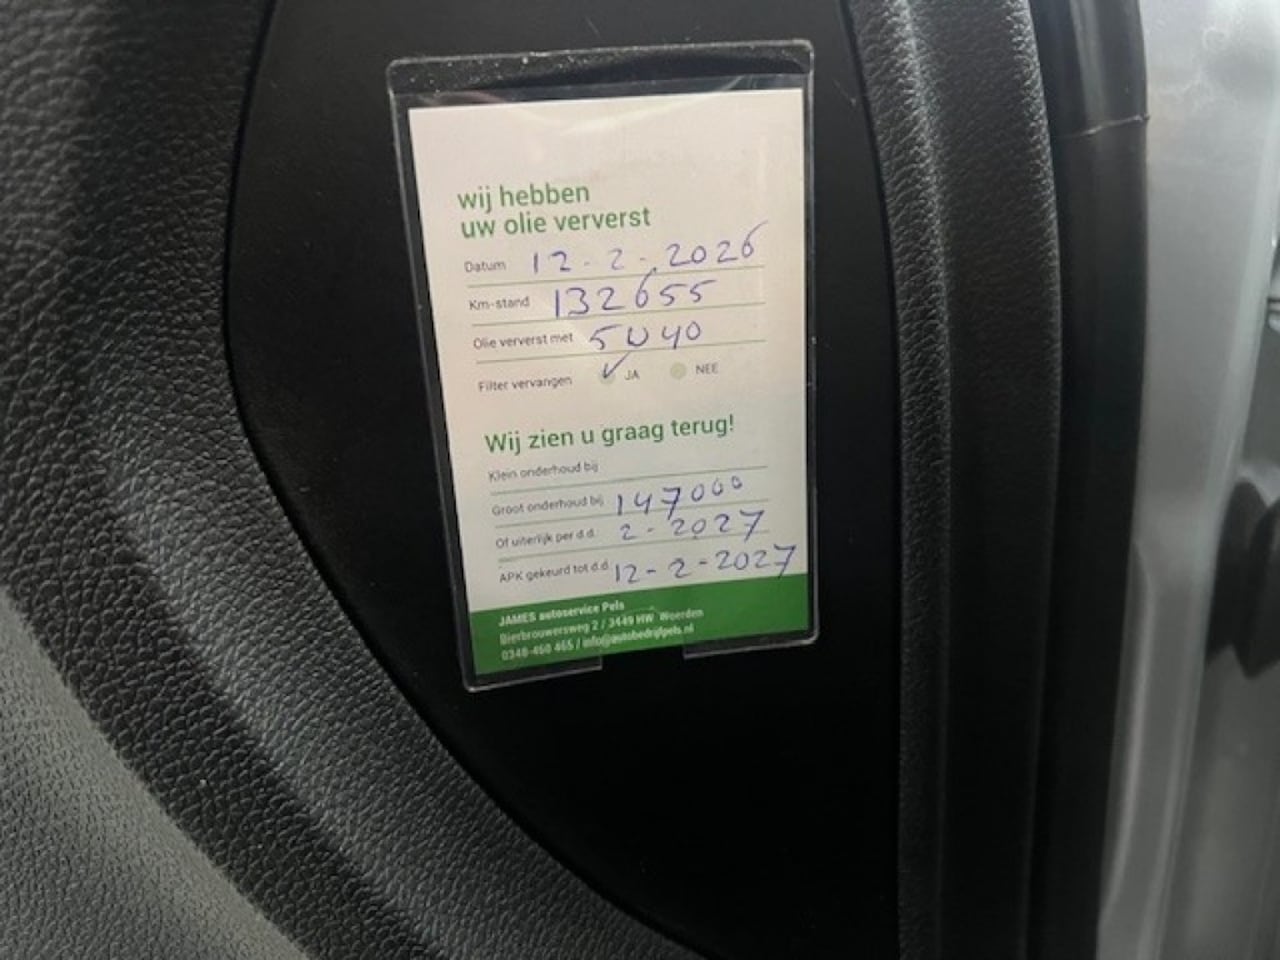 wij hebben
uw olie ververst
Datum 12-2-2026
Km-stand 132655
Olie ververst met 5W40
Filter vervangen JA NEE
Wij zien u graag terug!
Klein onderhoud bij
Groot onderhoud bij 147000
Of uiterlijk per d.d. 2-2027
APK gekeurd tot d.d. 12-2-2027
JAMES autoservice Pels
Bierbrouwersweg 2 / 3449 HW Woerden
0348-460 465 / info@autobedrijfpels.nl